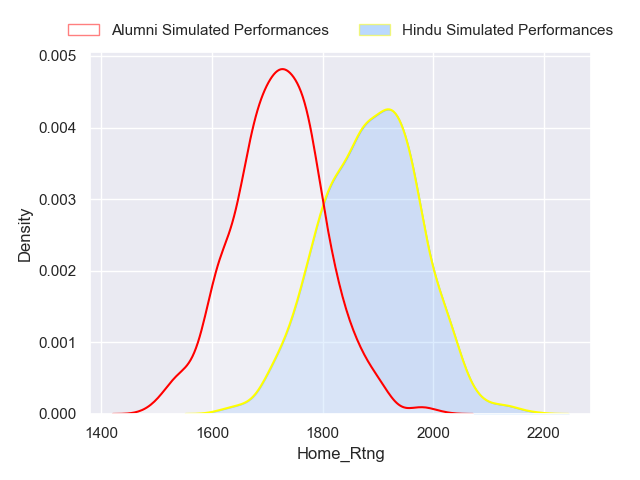 Alumni Simulated Performances Hindu Simulated Performances
0.005
0.004
0.003
0.002
0.001
0.000
Density
1400 1600 1800 2000 2200
Home_Rtng